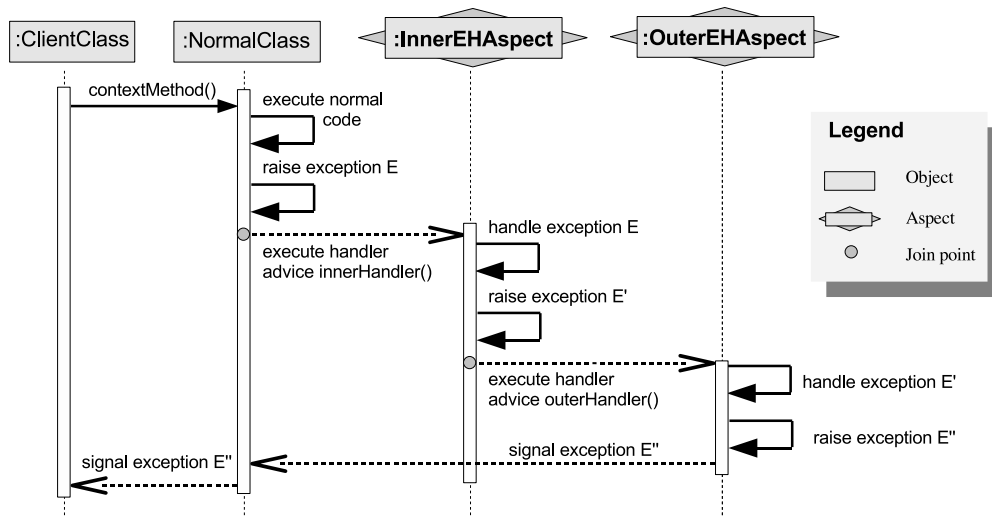 :ClientClass
:NormalClass
:InnerEHAspect
:OuterEHAspect
contextMethod()
execute normal
code
raise exception E
execute handler
advice innerHandler()
handle exception E
raise exception E'
execute handler
advice outerHandler()
handle exception E'
raise exception E"
signal exception E"
signal exception E"
Legend
Object
Aspect
Join point